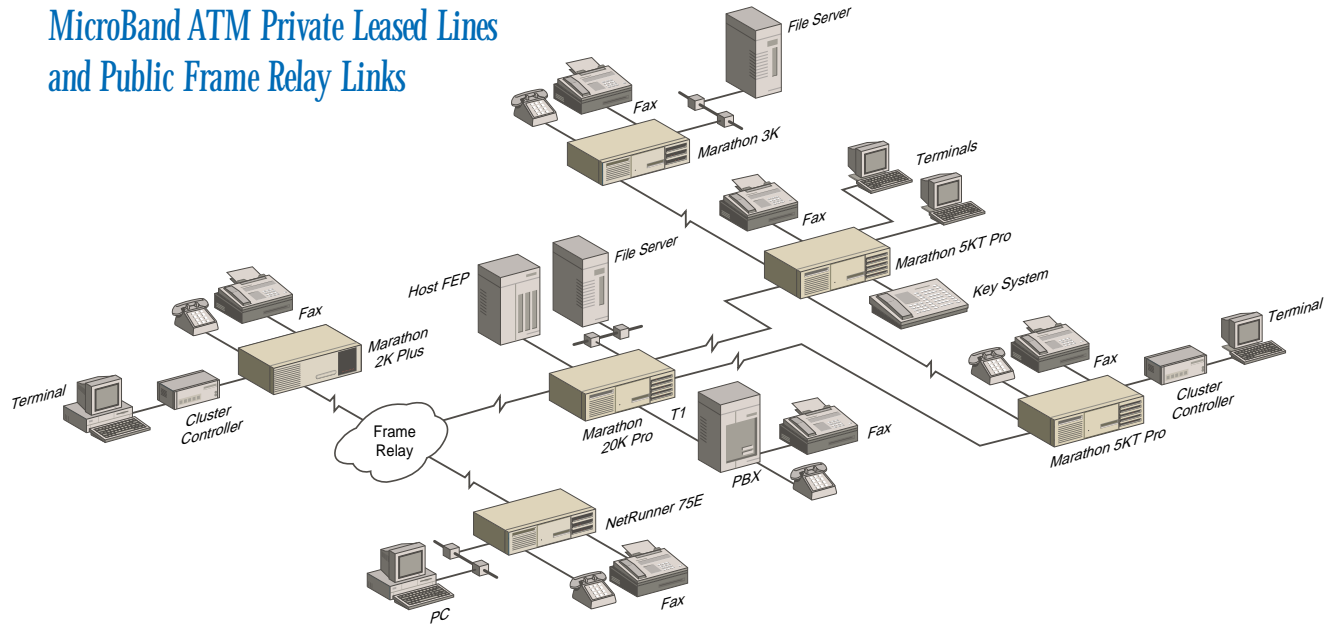 MicroBand ATM Private Leased Lines
and Public Frame Relay Links
File Server
Fax
Marathon 3K
Terminals
Fax
Marathon 5KT Pro
Key System
File Server
Host FEP
Fax
Marathon
2K Plus
Terminal
Cluster
Controller
Frame
Relay
Marathon
20K Pro
T1
PBX
Fax
Terminal
Fax
Cluster
Controller
Marathon 5KT Pro
NetRunner 75E
PC
Fax